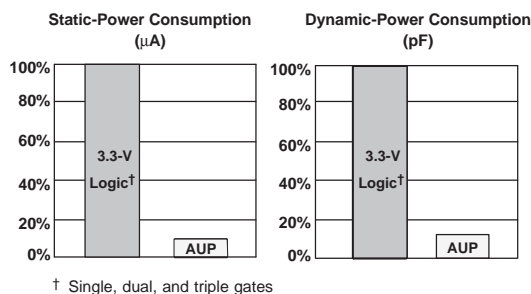 Static-Power Consumption
(μA)
100%
80%
60%
40%
20%
0%
3.3-V
Logic†
AUP
Dynamic-Power Consumption
(pF)
100%
80%
60%
40%
20%
0%
3.3-V
Logic†
AUP
† Single, dual, and triple gates